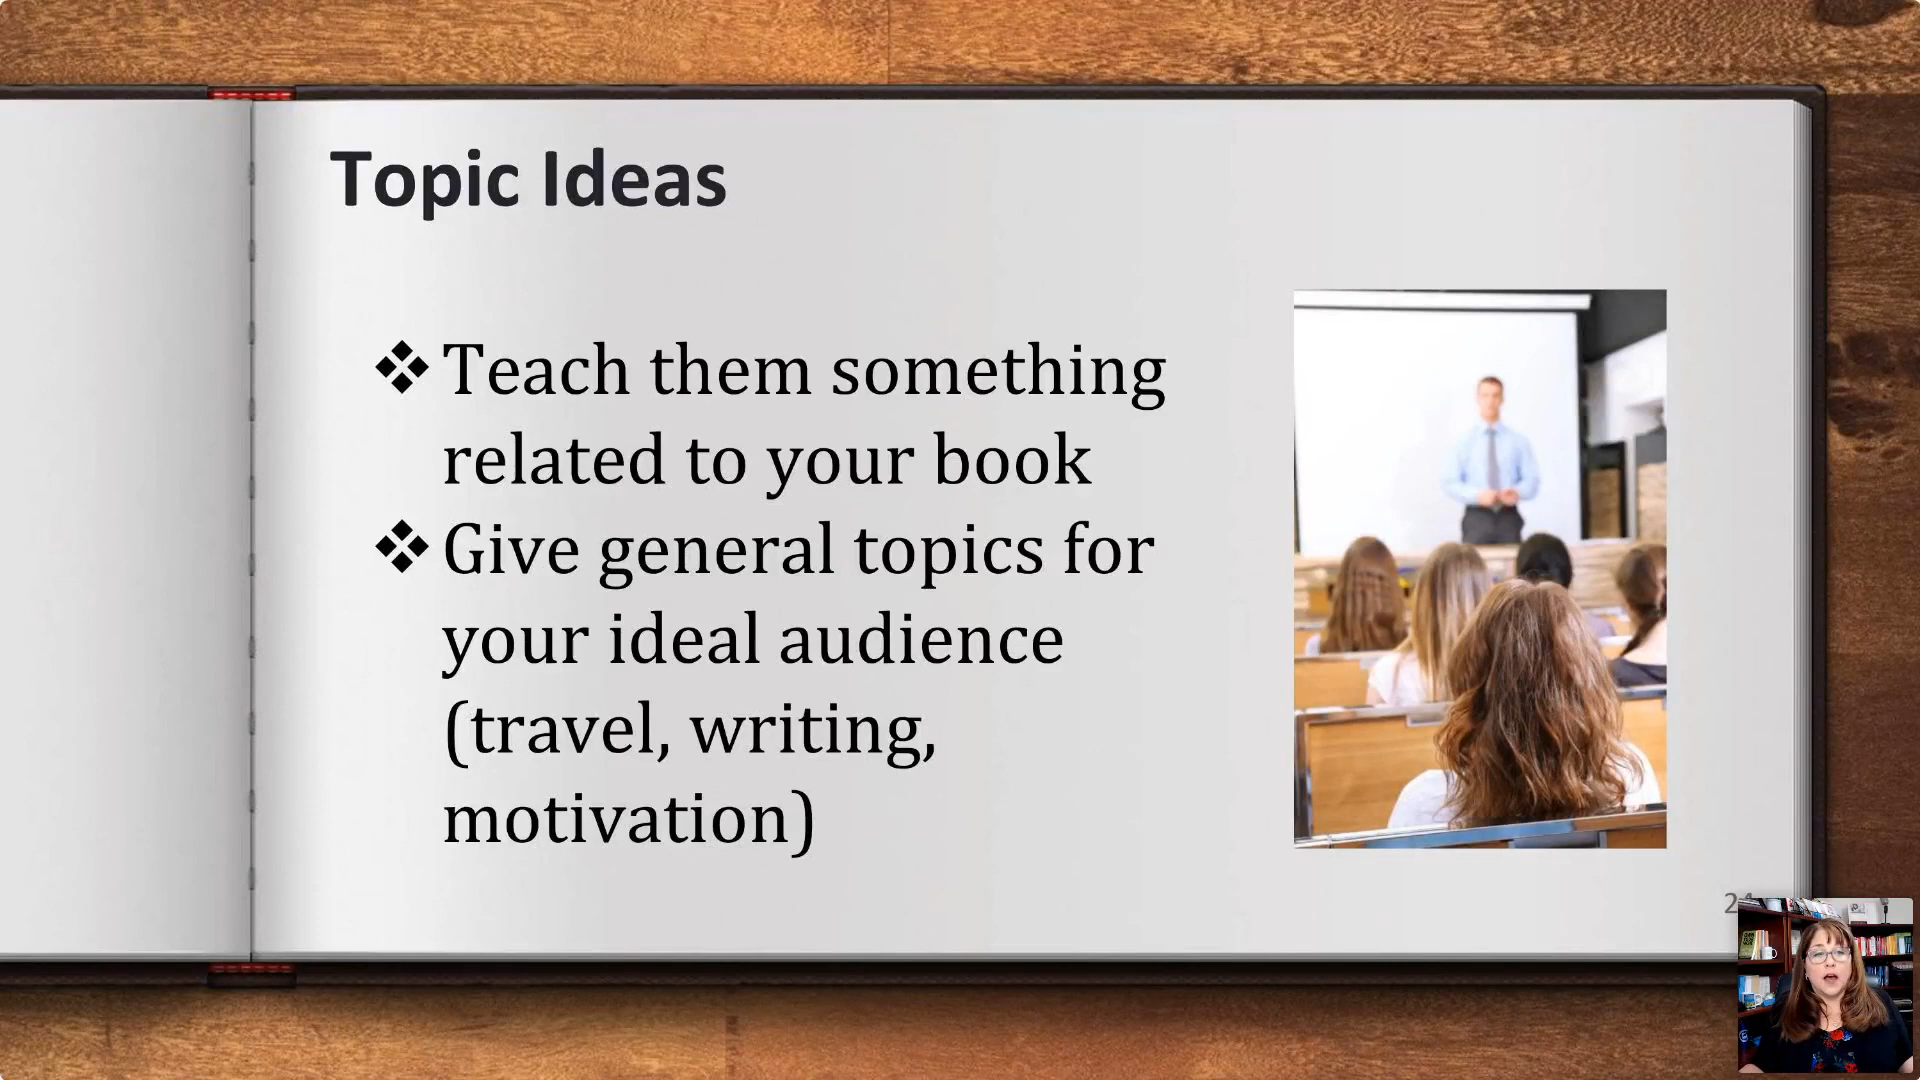 Topic Ideas
❖ Teach them something
related to your book
❖ Give general topics for
your ideal audience
(travel, writing,
motivation)